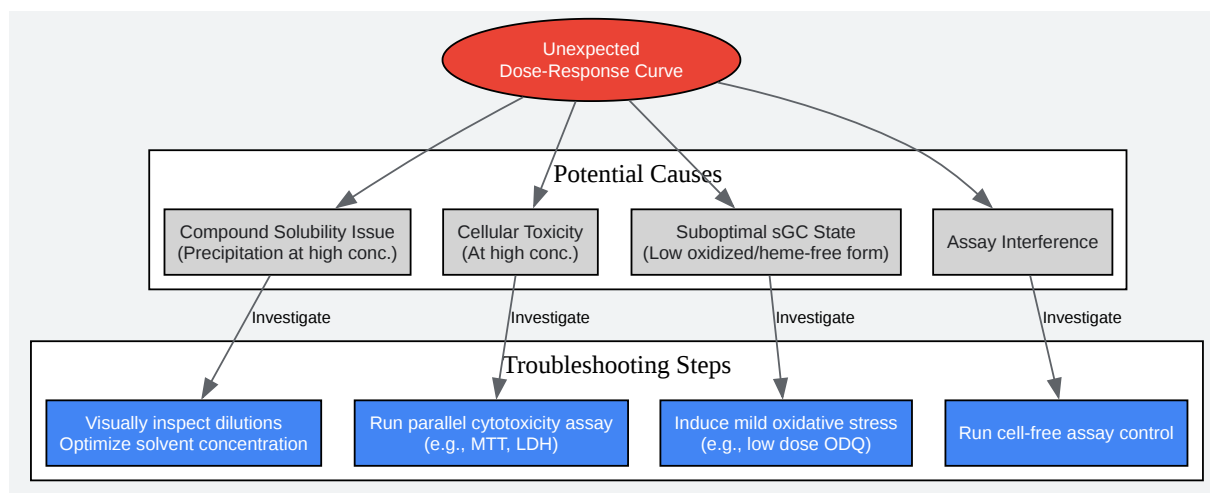 Unexpected
Dose-Response Curve
Potential Causes
Compound Solubility Issue
(Precipitation at high conc.)
Cellular Toxicity
(At high conc.)
Suboptimal sGC State
(Low oxidized/heme-free form)
Assay Interference
Investigate
Investigate
Investigate
Investigate
Troubleshooting Steps
Visually inspect dilutions
Optimize solvent concentration
Run parallel cytotoxicity assay
(e.g., MTT, LDH)
Induce mild oxidative stress
(e.g., low dose ODQ)
Run cell-free assay control